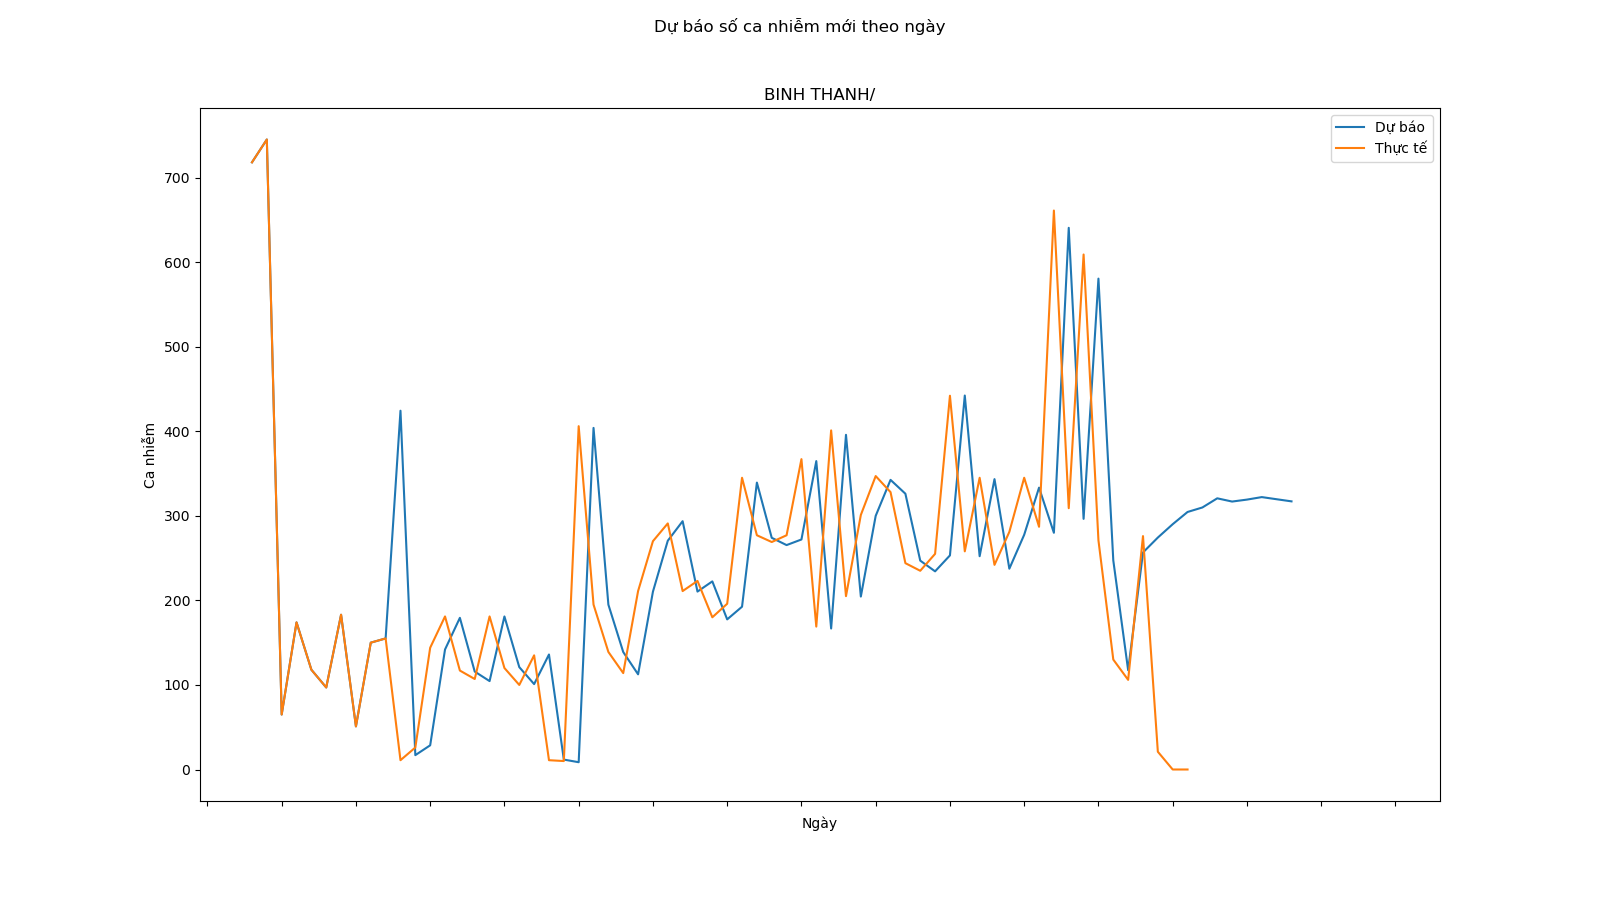 Dự báo số ca nhiễm mới theo ngày
BINH THANH/
Dự báo
Thực tế
700
600
500
400
300
200
100
0
Ca nhiễm
Ngày